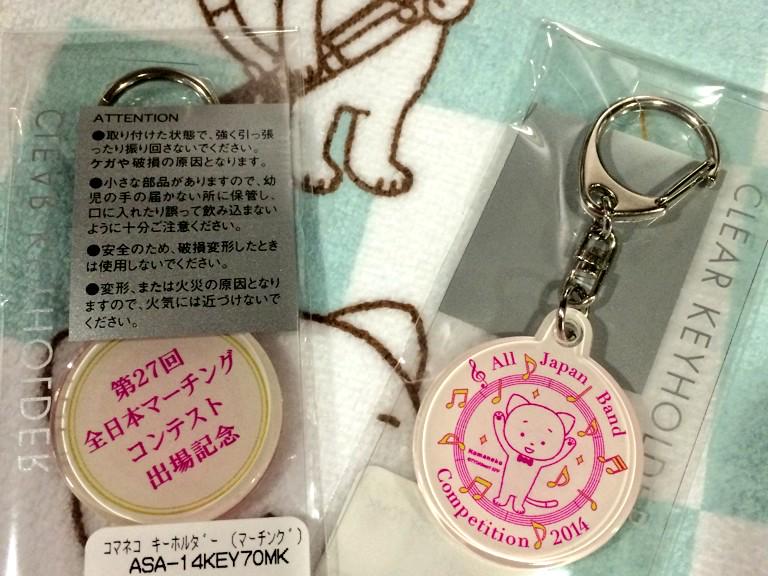 CLEAR KEYHOLDER
ATTENTION
●取り付けた状態で、強く引っ張
ったり振り回さないでください。
ケガや破損の原因となります。
●小さな部品がありますので、幼
児の手の届かない所に保管し、
口に入れたり誤って飲み込まない
ように十分ご注意ください。
●安全のため、破損変形したとき
は使用しないでください。
●変形、または火災の原因となり
ますので、火気には近づけないで
ください。
第27回
全日本マーチング
コンテスト
出場記念
コマネコ キーホルダー (マーチング)
ASA-14KEY70MK
CLEAR KEYHOLDER
All Japan Band
Competition 2014
Komaneko